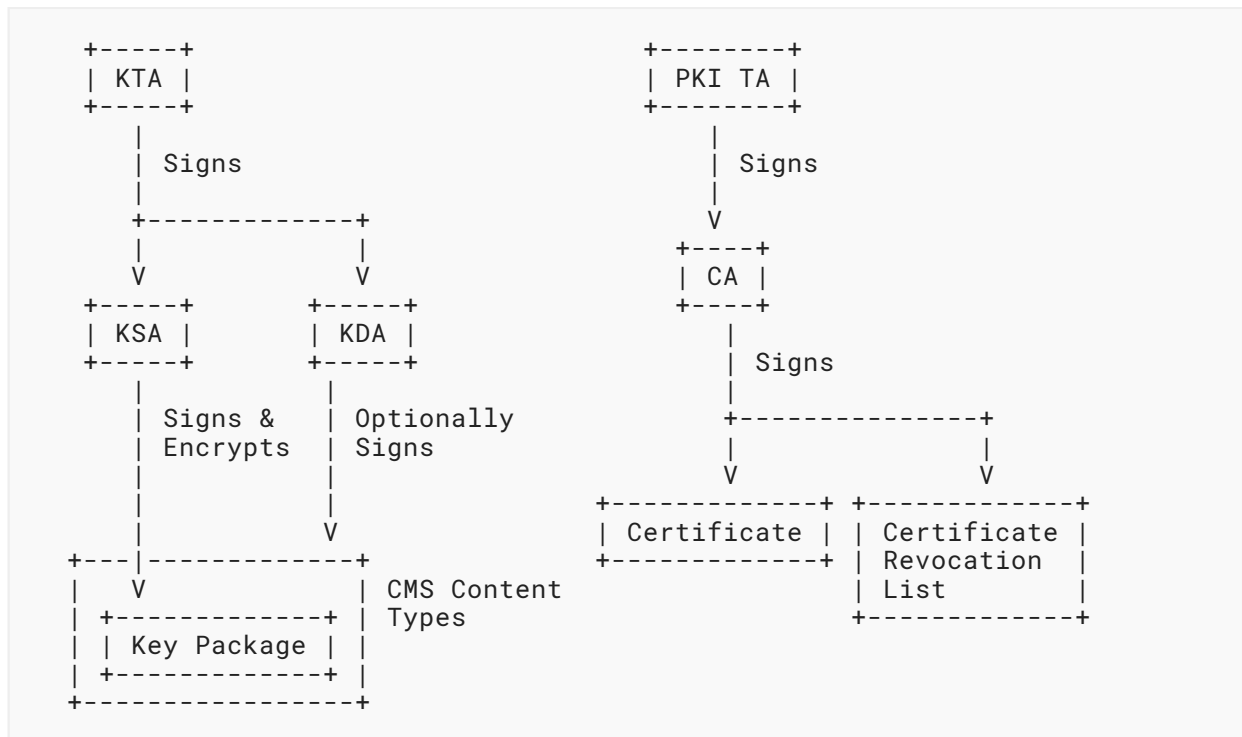 KTA
PKI TA
Signs
Signs
CA
KSA
KDA
Signs
Signs &
Encrypts
Optionally
Signs
Certificate
Certificate
Revocation
List
CMS Content
Types
Key Package